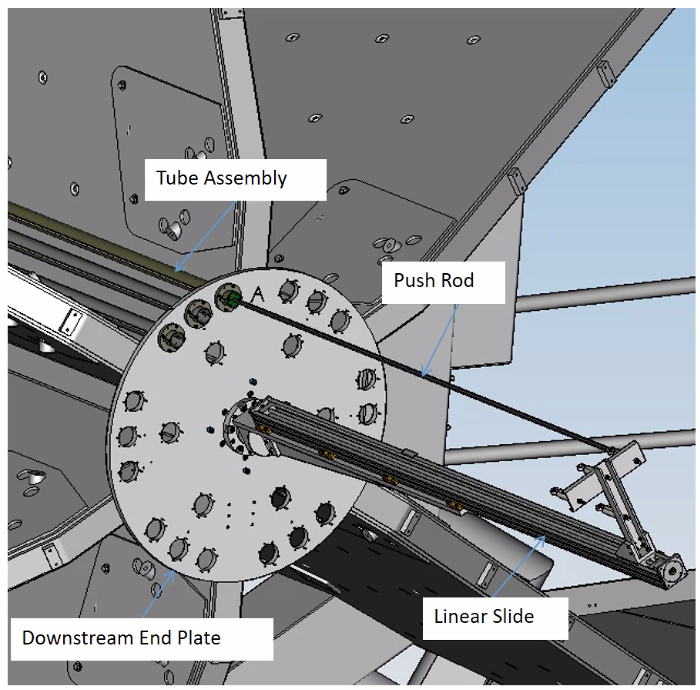 Tube Assembly
Push Rod
A
Linear Slide
Downstream End Plate